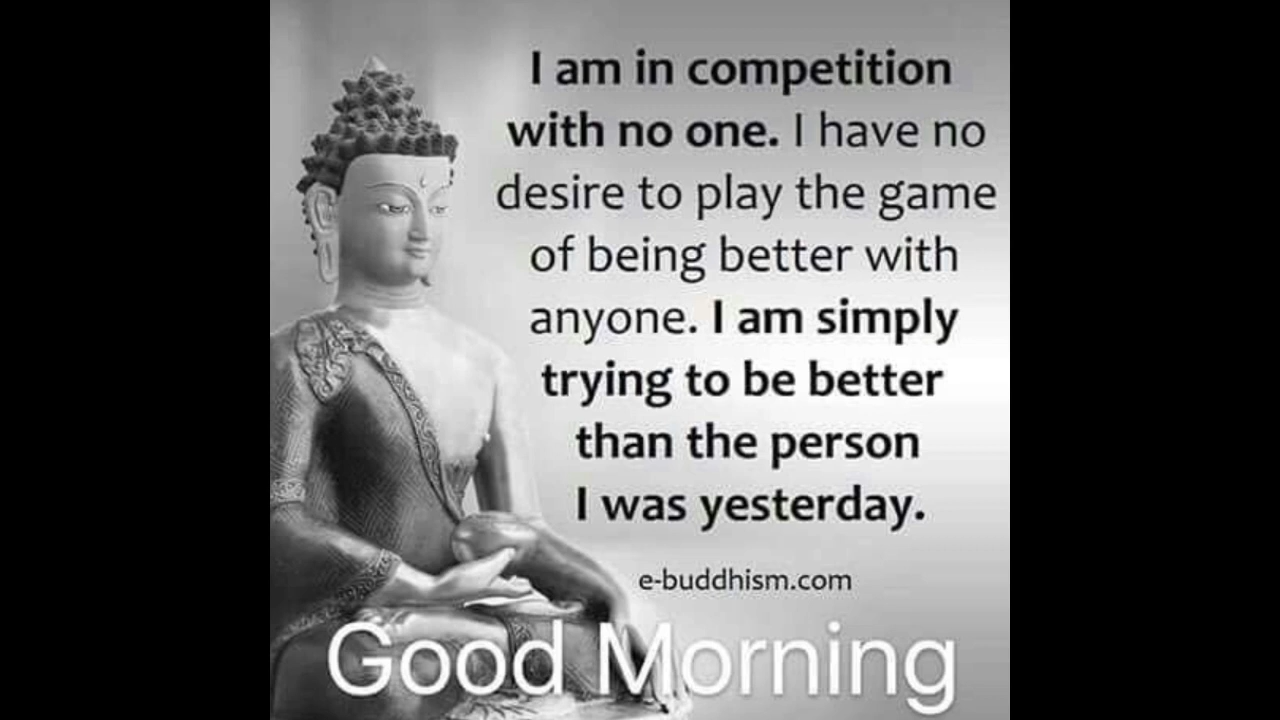 I am in competition
with no one. I have no
desire to play the game
of being better with
anyone. I am simply
trying to be better
than the person
I was yesterday.
e-buddhism.com
Good Morning